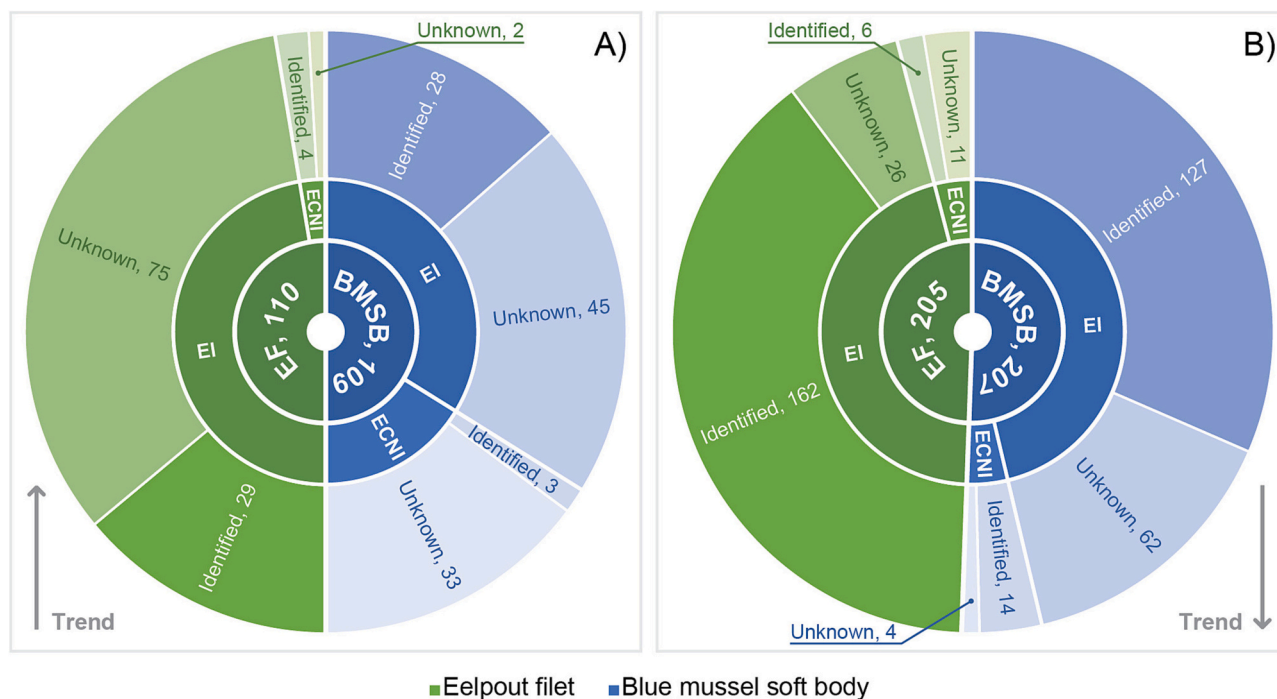 A)
Unknown, 2
Identified, 4
Identified, 28
Unknown, 75
ECNI
EI
EI
EF, 110
BMSB, 109
Unknown, 45
ECNI
Identified, 3
Identified, 29
Unknown, 33
Trend
B)
Identified, 6
Unknown, 11
Unknown, 26
Identified, 127
ECNI
EI
EI
EF, 205
BMSB, 207
Identified, 162
ECNI
Unknown, 62
Identified, 14
Unknown, 4
Trend
Eelpout filet
Blue mussel soft body